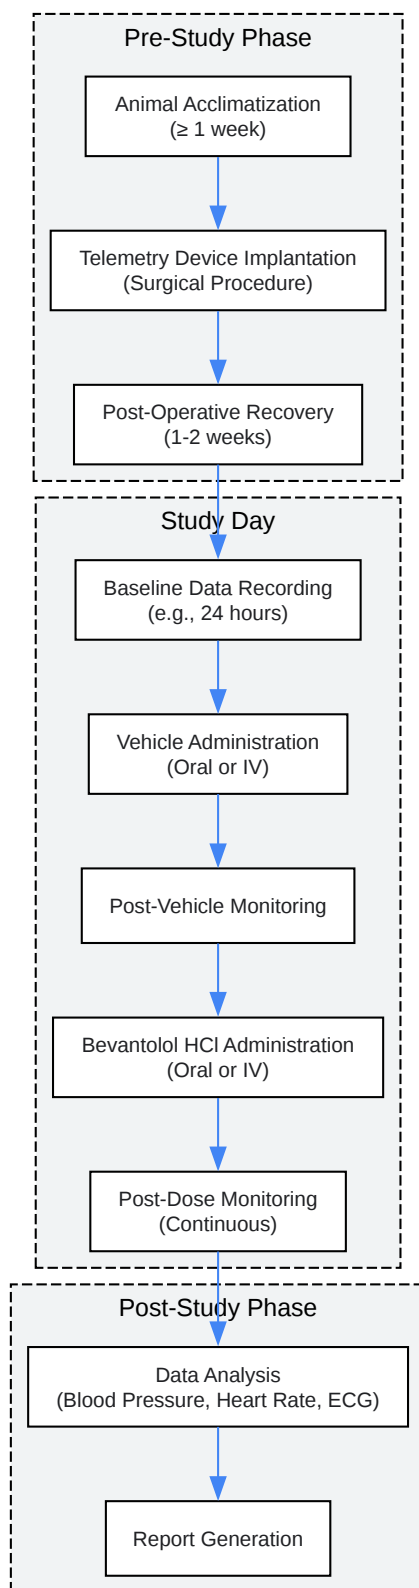 Pre-Study Phase
Animal Acclimatization
(≥ 1 week)
Telemetry Device Implantation
(Surgical Procedure)
Post-Operative Recovery
(1-2 weeks)
Study Day
Baseline Data Recording
(e.g., 24 hours)
Vehicle Administration
(Oral or IV)
Post-Vehicle Monitoring
Bevantolol HCl Administration
(Oral or IV)
Post-Dose Monitoring
(Continuous)
Post-Study Phase
Data Analysis
(Blood Pressure, Heart Rate, ECG)
Report Generation